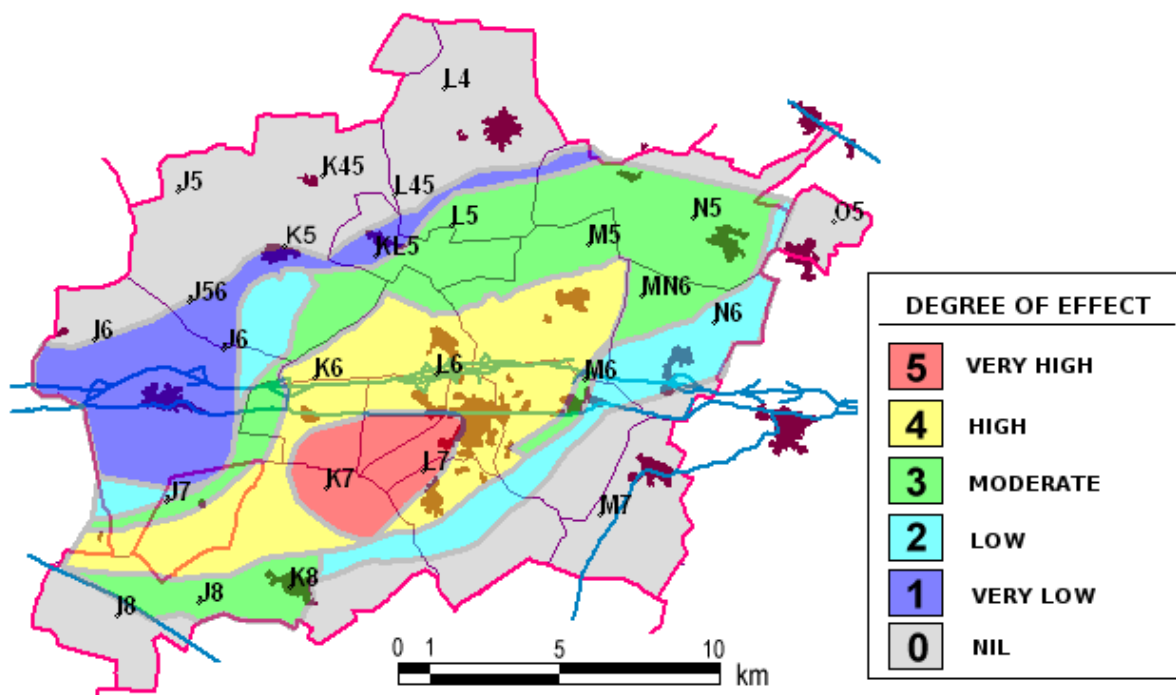 L4
K45
J5
L45
L5
N5
O5
K5
KL5
M5
J56
MN6
N6
J6
J6
K6
L6
M6
L7
K7
J7
M7
K8
J8
J8
0 1 5 10
km
DEGREE OF EFFECT
5 VERY HIGH
4 HIGH
3 MODERATE
2 LOW
1 VERY LOW
0 NIL